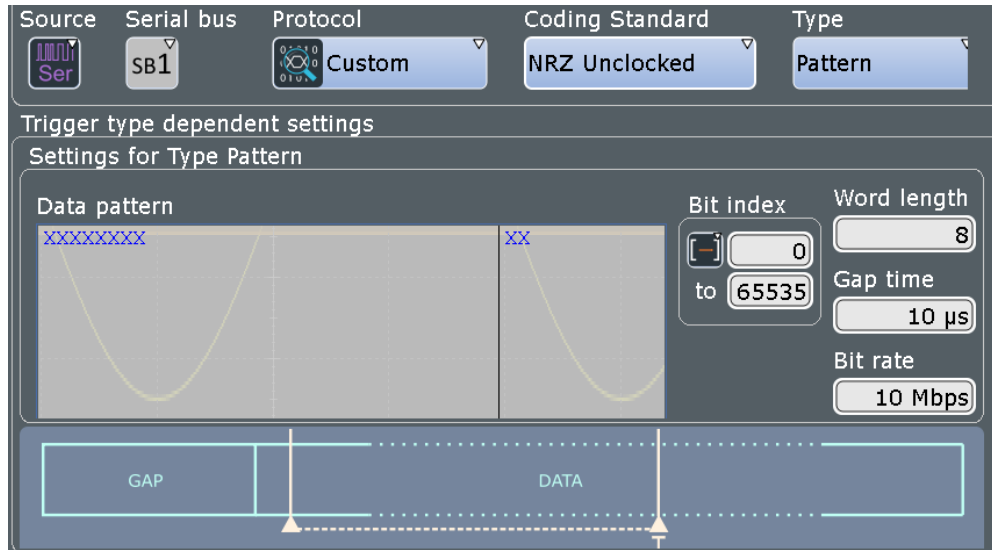 Source Serial bus Protocol Coding Standard Type
Ser SB1 Custom NRZ Unclocked Pattern
Trigger type dependent settings
Settings for Type Pattern
Data pattern Bit index Word length
XXXXXXXX XX 0 8
to 65535 Gap time
10 µs
Bit rate
10 Mbps
GAP DATA
T